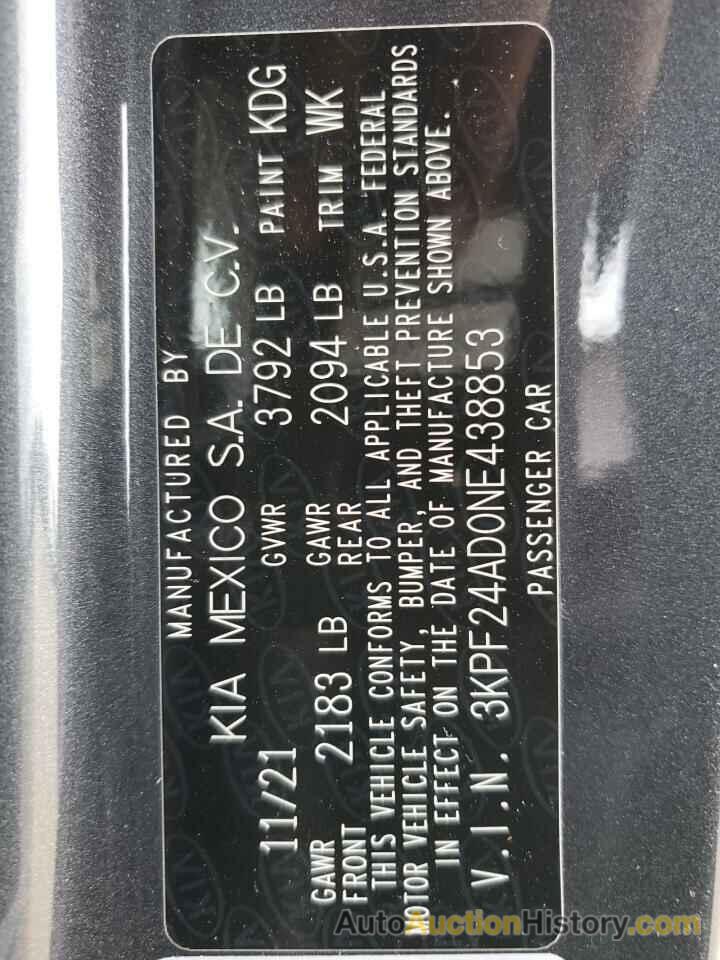 MANUFACTURED BY
KIA MEXICO S.A. DE C.V.
11/21 GVWR 3792 LB PAINT KDG
GAWR FRONT 2183 LB GAWR REAR 2094 LB TRIM WK
THIS VEHICLE CONFORMS TO ALL APPLICABLE U.S.A. FEDERAL
MOTOR VEHICLE SAFETY, BUMPER, AND THEFT PREVENTION STANDARDS
IN EFFECT ON THE DATE OF MANUFACTURE SHOWN ABOVE.
V.I.N. 3KPF24AD0NE438853
PASSENGER CAR
AutoAuctionHistory.com